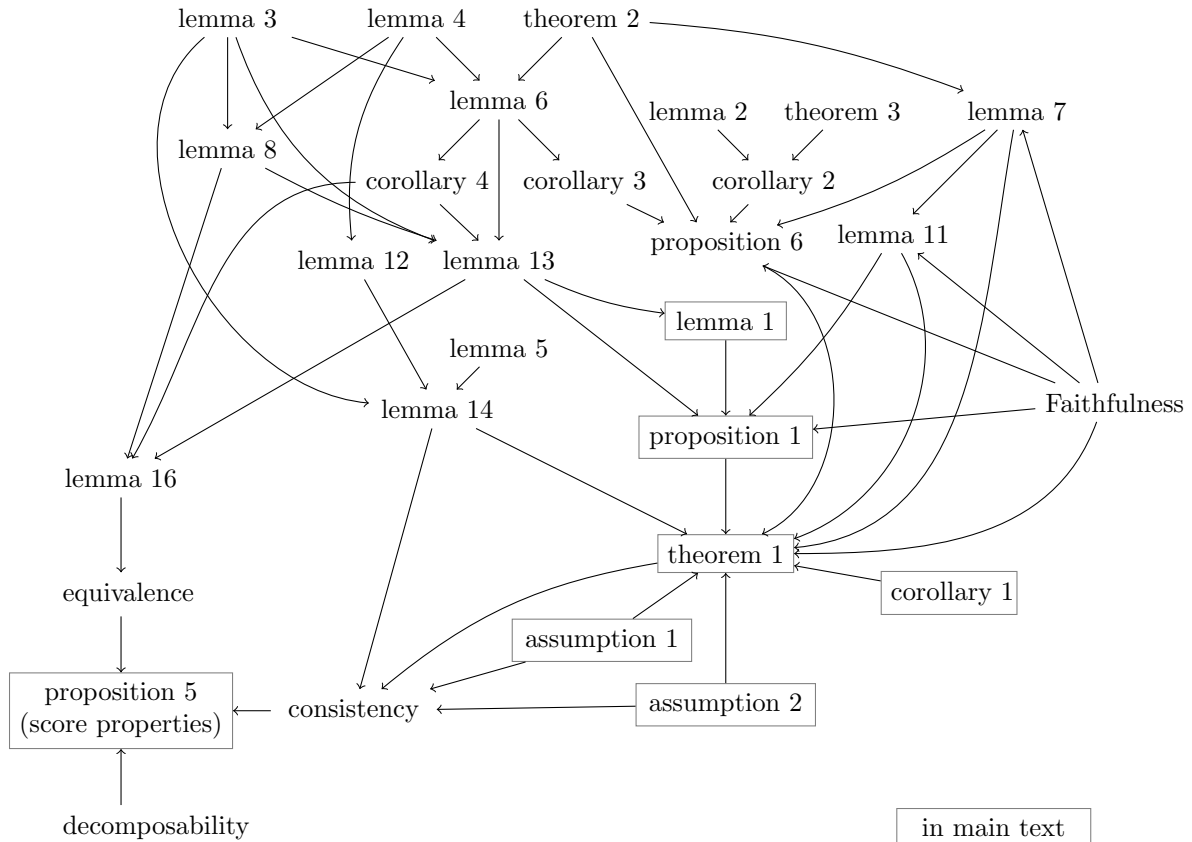 lemma 3
lemma 4
theorem 2
lemma 6
lemma 2
theorem 3
lemma 7
lemma 8
corollary 4
corollary 3
corollary 2
proposition 6
lemma 11
lemma 12
lemma 13
lemma 1
lemma 5
lemma 14
Faithfulness
proposition 1
lemma 16
theorem 1
equivalence
corollary 1
assumption 1
proposition 5
(score properties)
consistency
assumption 2
decomposability
in main text